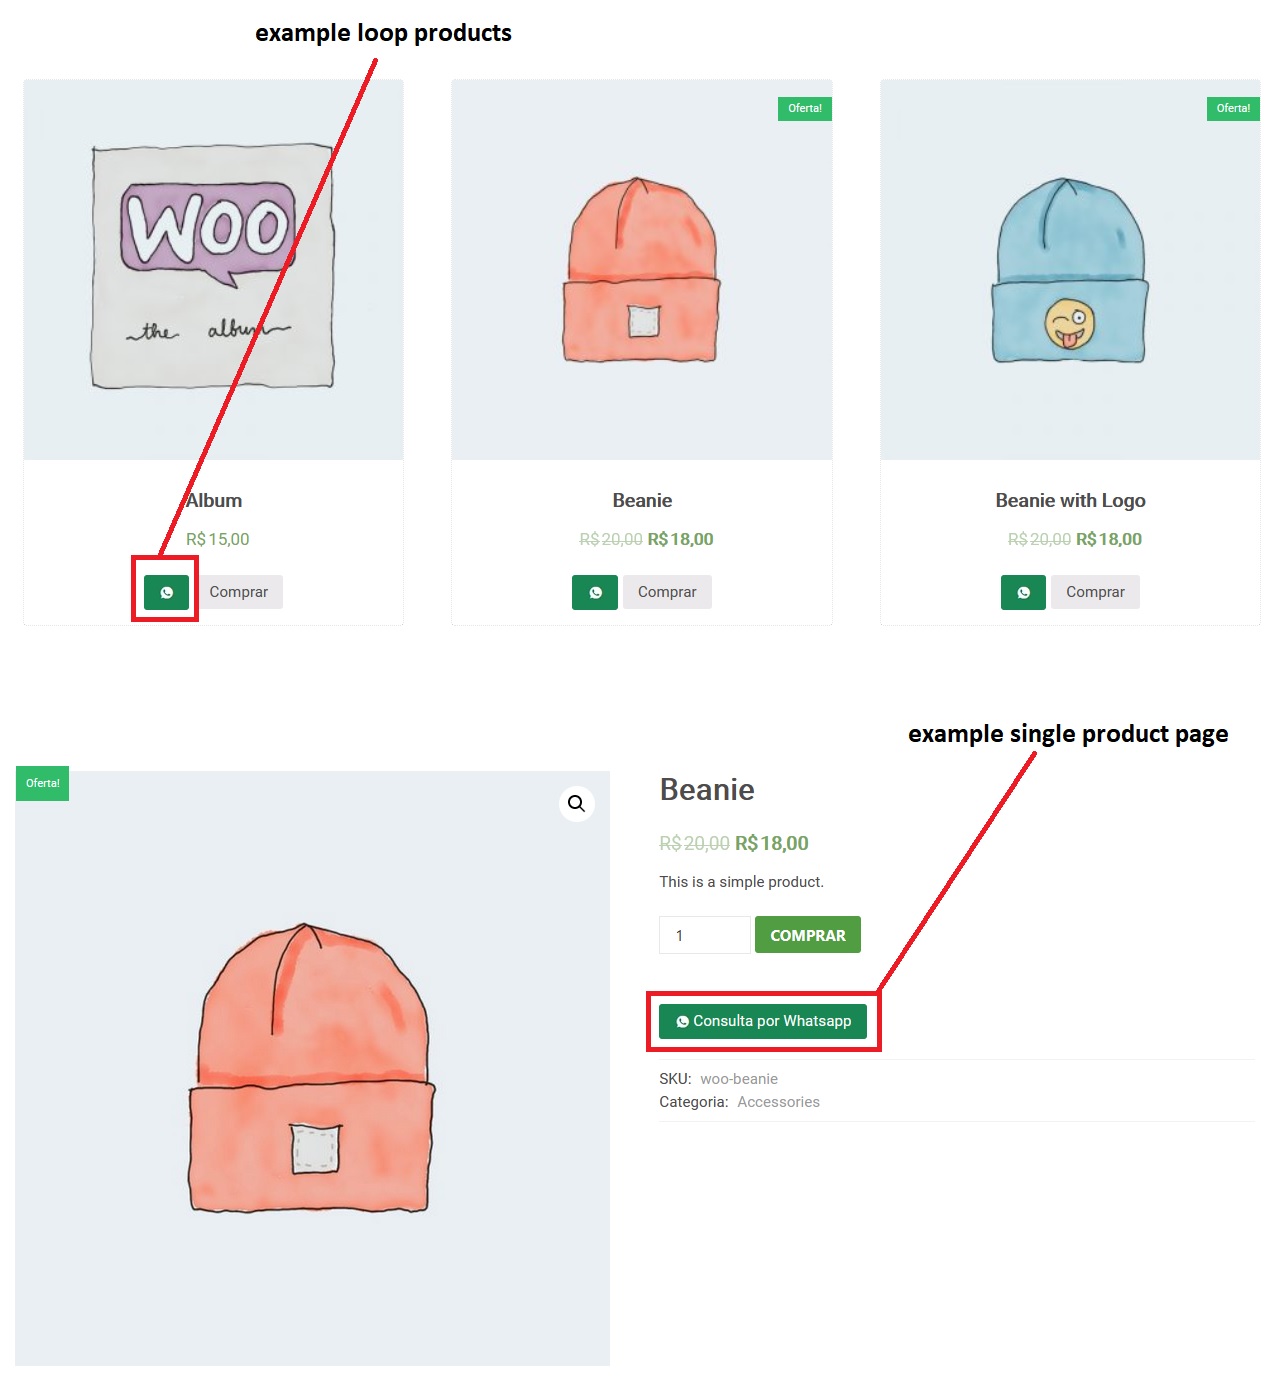 example loop products
Oferta!
Oferta!
WOO
the album
Album
Beanie
Beanie with Logo
R$ 15,00
R$ 20,00 R$ 18,00
R$ 20,00 R$ 18,00
Comprar
Comprar
Comprar
example single product page
Oferta!
Beanie
R$ 20,00 R$ 18,00
This is a simple product.
1
COMPRAR
Consulta por Whatsapp
SKU: woo-beanie
Categoria: Accessories